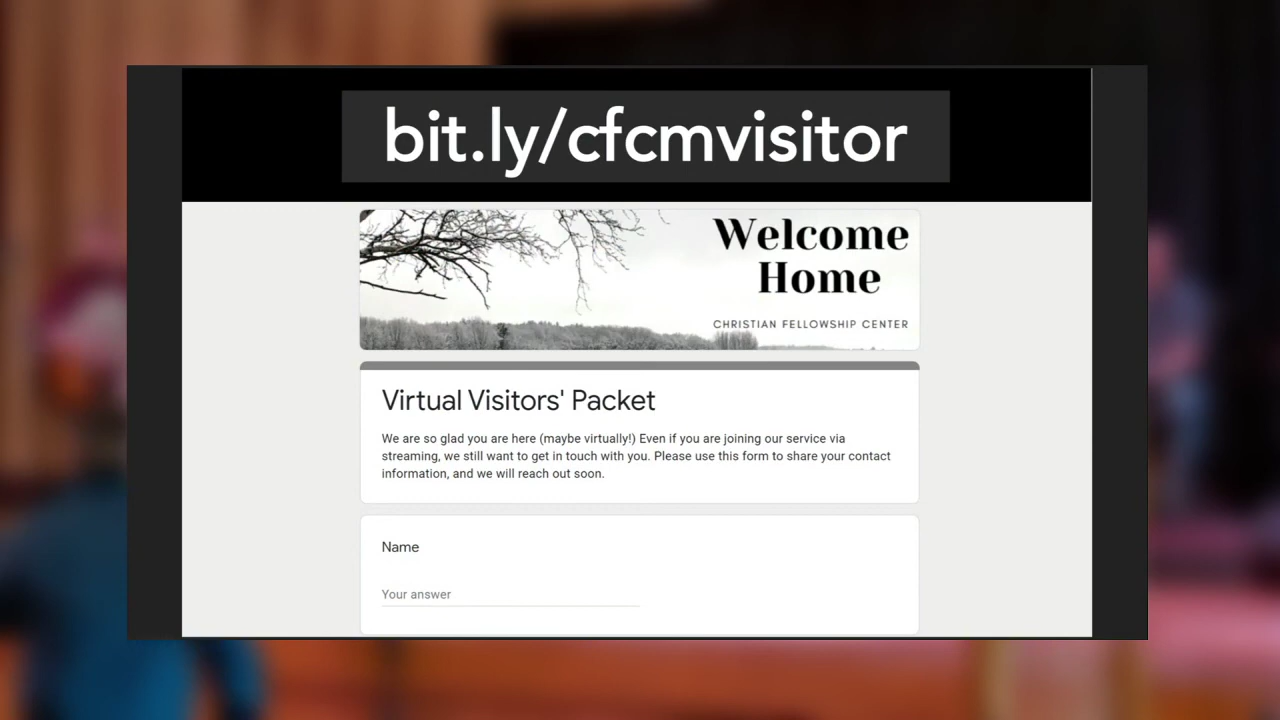 bit.ly/cfcmvisitor
Welcome
Home
CHRISTIAN FELLOWSHIP CENTER
Virtual Visitors' Packet
We are so glad you are here (maybe virtually!) Even if you are joining our service via
streaming, we still want to get in touch with you. Please use this form to share your contact
information, and we will reach out soon.
Name
Your answer